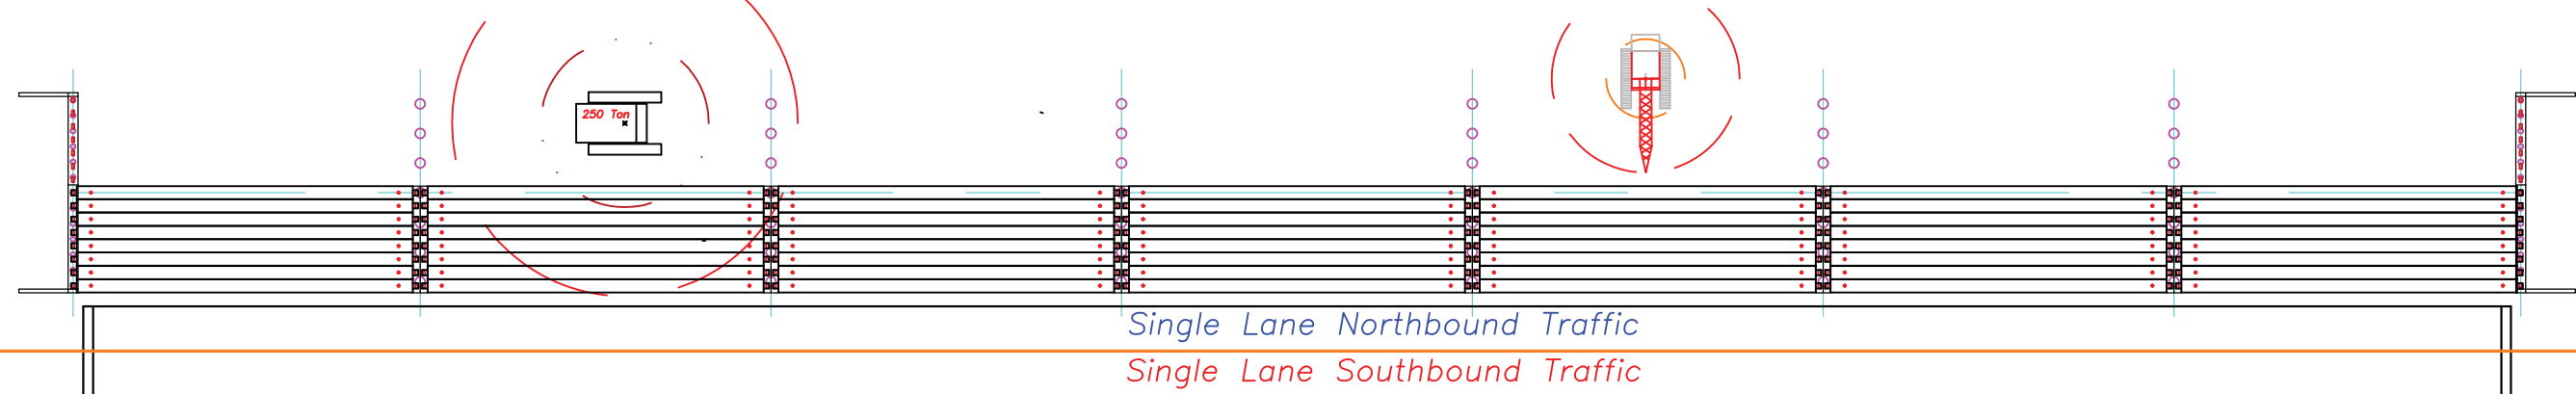 250 Ton
Single Lane Northbound Traffic
Single Lane Southbound Traffic